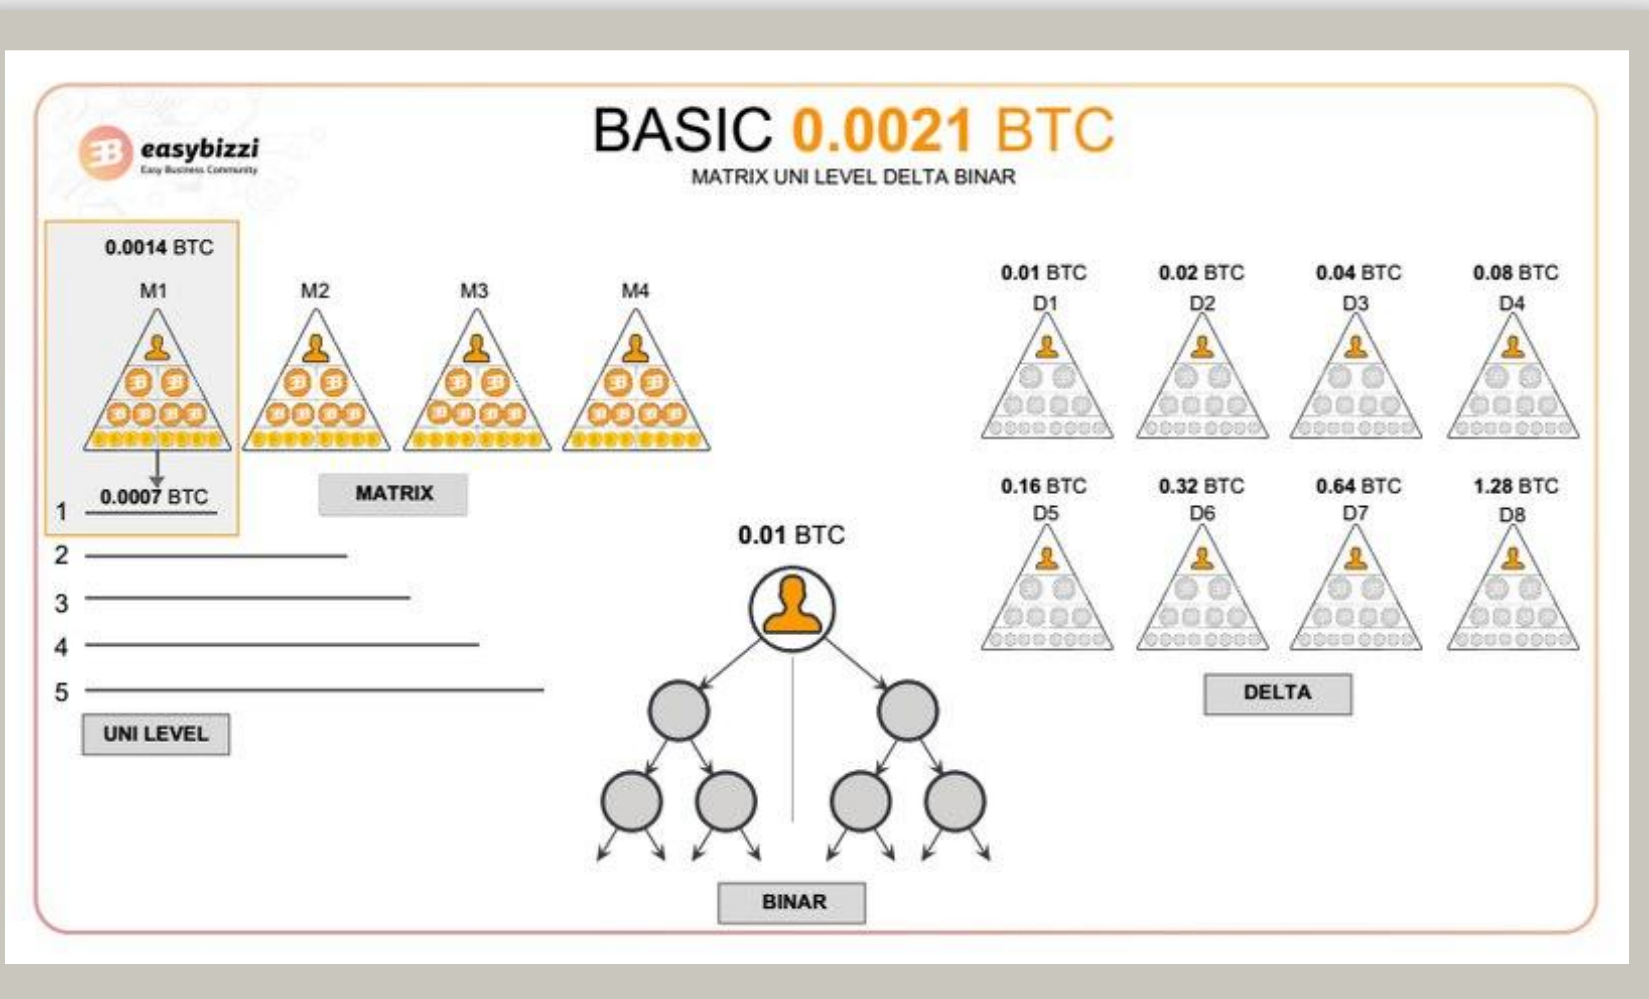 easybizzi
Easy Business Community
BASIC 0.0021 BTC
MATRIX UNI LEVEL DELTA BINAR
0.0014 BTC
M1
M2
M3
M4
0.0007 BTC
1
2
3
4
5
MATRIX
UNI LEVEL
0.01 BTC
BINAR
0.01 BTC
0.02 BTC
0.04 BTC
0.08 BTC
D1
D2
D3
D4
0.16 BTC
0.32 BTC
0.64 BTC
1.28 BTC
D5
D6
D7
D8
DELTA